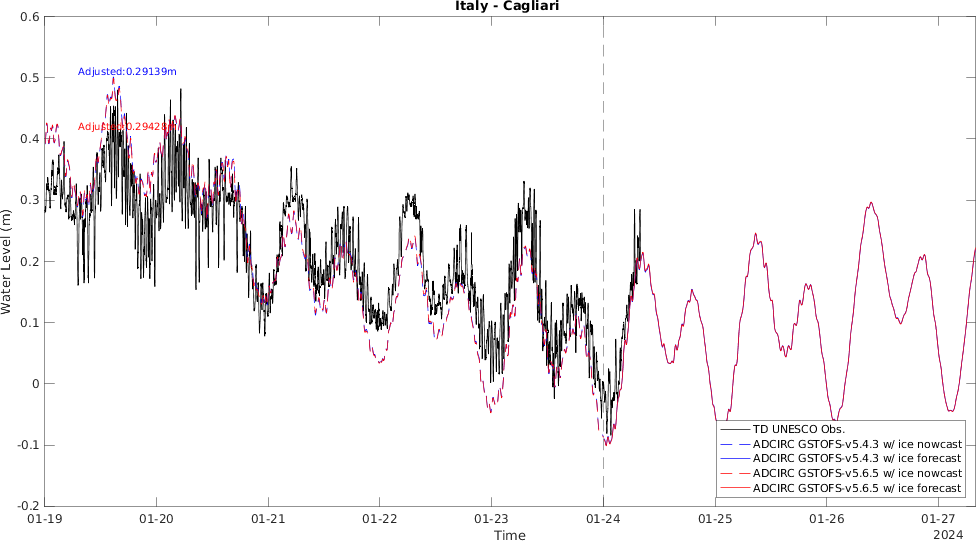 Italy - Cagliari
0.6
0.5
0.4
0.3
0.2
0.1
0
-0.1
-0.2
Water Level (m)
Adjusted:0.29139m
Adjusted:0.29428m
TD UNESCO Obs.
ADCIRC GSTOFS-v5.4.3 w/ ice nowcast
ADCIRC GSTOFS-v5.4.3 w/ ice forecast
ADCIRC GSTOFS-v5.6.5 w/ ice nowcast
ADCIRC GSTOFS-v5.6.5 w/ ice forecast
01-19 01-20 01-21 01-22 01-23 01-24 01-25 01-26 01-27
Time
2024